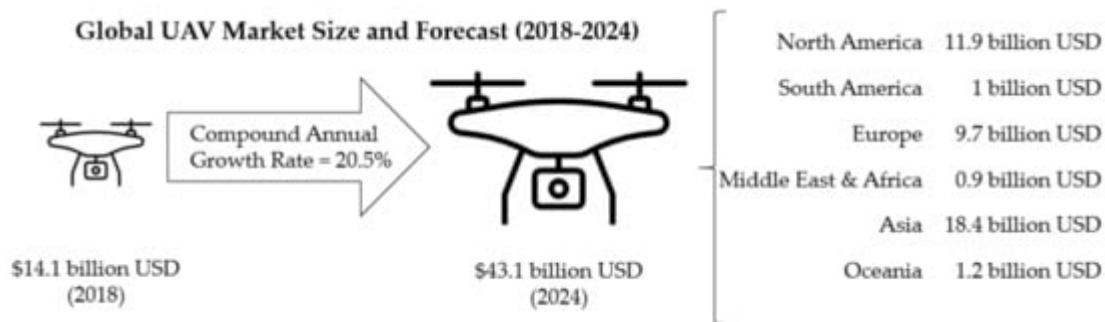 Global UAV Market Size and Forecast (2018-2024)
Compound Annual
Growth Rate = 20.5%
$14.1 billion USD
(2018)
$43.1 billion USD
(2024)
North America 11.9 billion USD
South America 1 billion USD
Europe 9.7 billion USD
Middle East & Africa 0.9 billion USD
Asia 18.4 billion USD
Oceania 1.2 billion USD